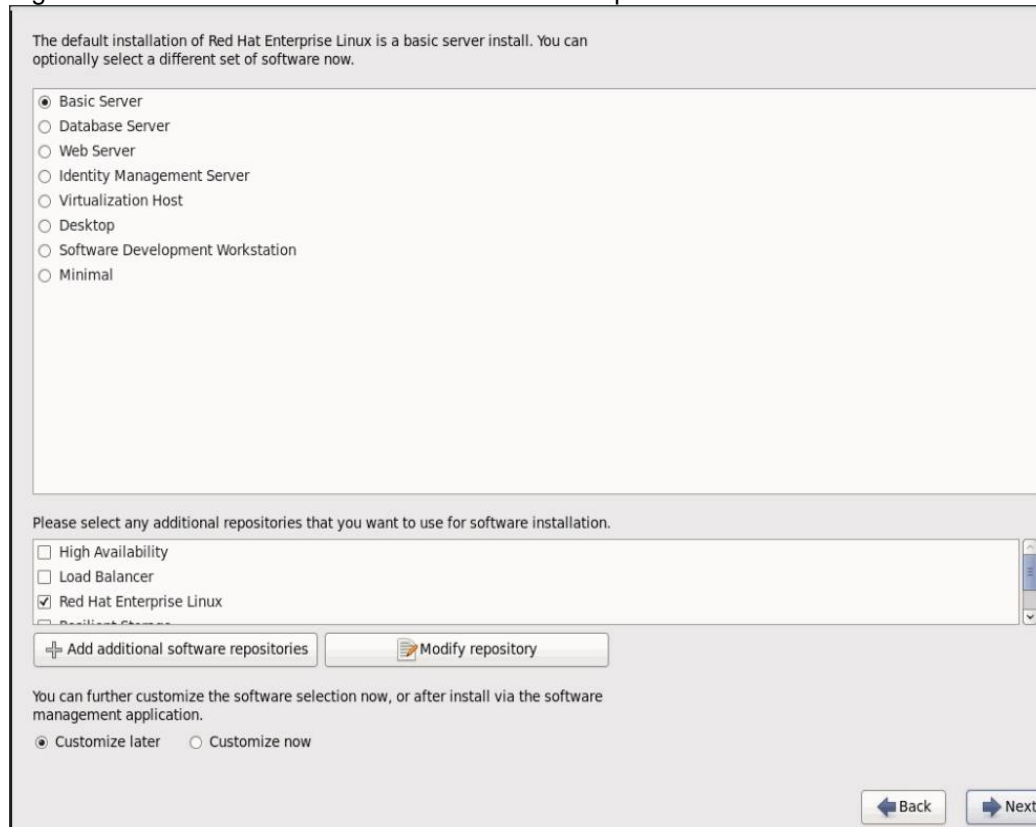 The default installation of Red Hat Enterprise Linux is a basic server install. You can
optionally select a different set of software now.
Basic Server
Database Server
Web Server
Identity Management Server
Virtualization Host
Desktop
Software Development Workstation
Minimal
Please select any additional repositories that you want to use for software installation.
High Availability
Load Balancer
Red Hat Enterprise Linux
Resilient Storage
Add additional software repositories
Modify repository
You can further customize the software selection now, or after install via the software
management application.
Customize later
Customize now
Back
Next